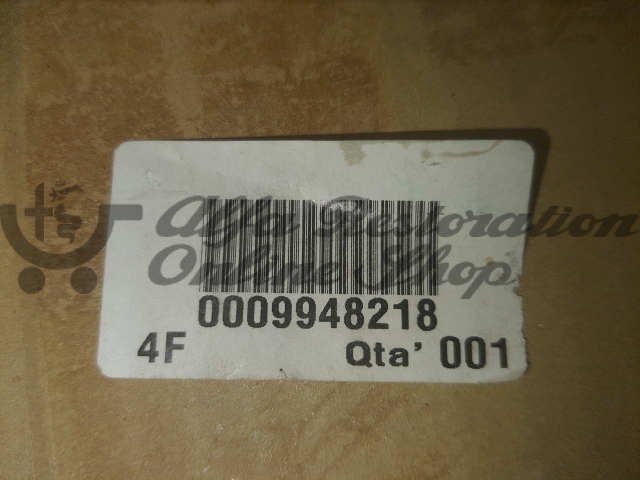 Alfa Restoration
Online Shop
0009948218
4F Qta' 001